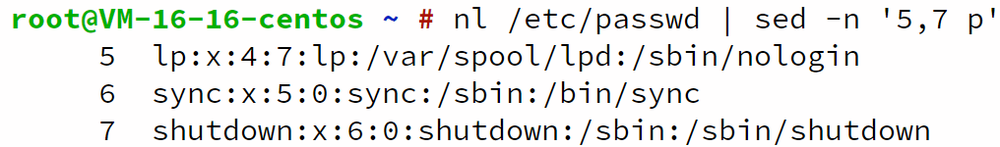 root@VM-16-16-centos ~ # nl /etc/passwd | sed -n '5,7 p'
5 lp:x:4:7:lp:/var/spool/lpd:/sbin/nologin
6 sync:x:5:0:sync:/sbin:/bin/sync
7 shutdown:x:6:0:shutdown:/sbin:/sbin/shutdown